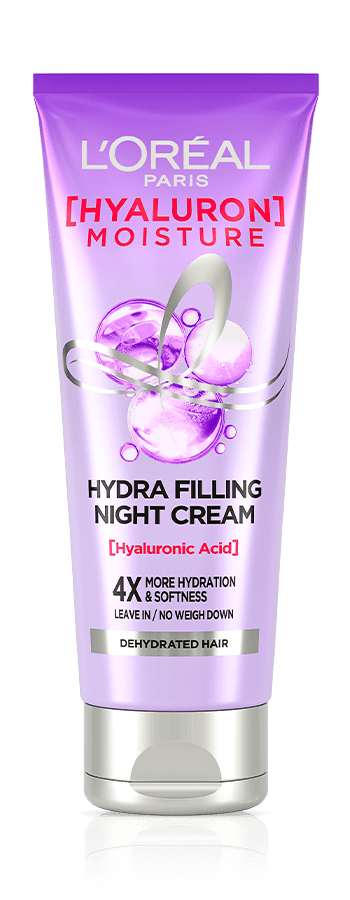 L'ORÉAL
PARIS
[HYALURON]
MOISTURE
HYDRA FILLING
NIGHT CREAM
[Hyaluronic Acid]
4X MORE HYDRATION
& SOFTNESS
LEAVE IN / NO WEIGH DOWN
DEHYDRATED HAIR